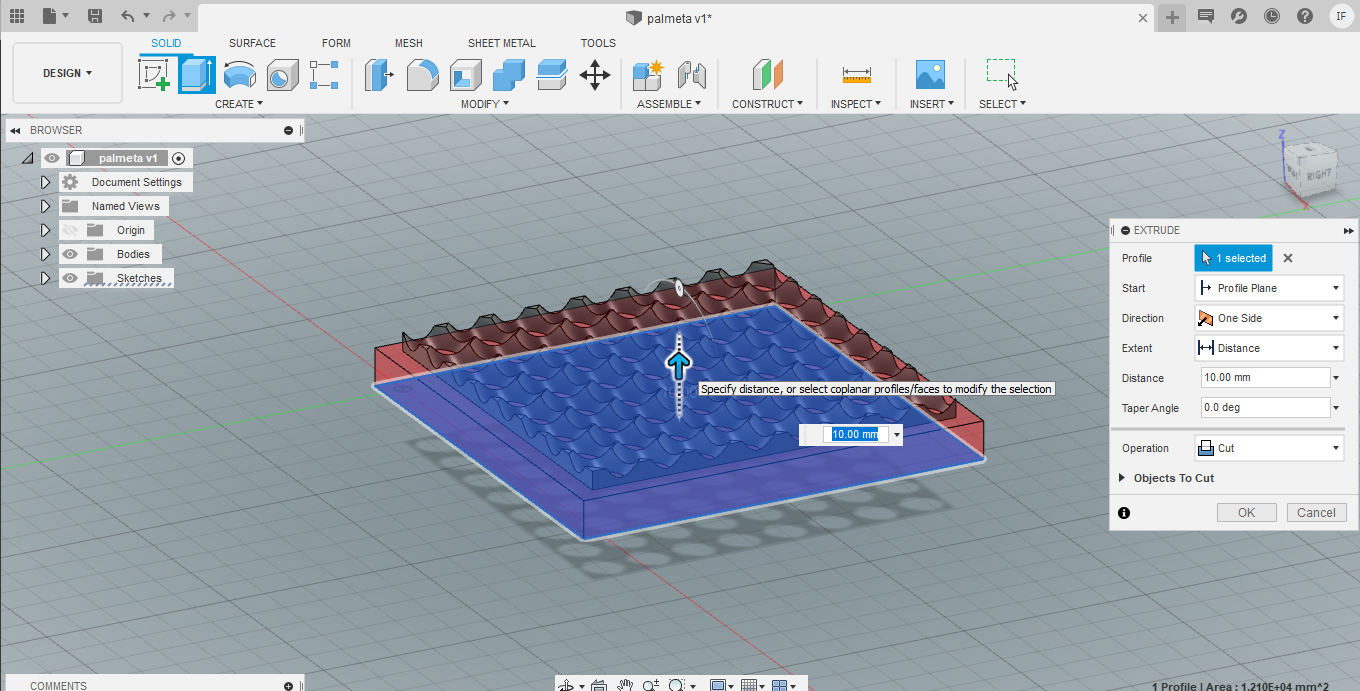 palmeta v1*
IF
SOLID SURFACE FORM MESH SHEET METAL TOOLS
DESIGN
CREATE MODIFY ASSEMBLE CONSTRUCT INSPECT INSERT SELECT
BROWSER
palmeta v1
Document Settings
Named Views
Origin
Bodies
Sketches
Z
RIGHT
X
EXTRUDE
Profile 1 selected
Start Profile Plane
Direction One Side
Extent Distance
Distance 10.00 mm
Taper Angle 0.0 deg
Operation Cut
Objects To Cut
OK Cancel
Specify distance, or select coplanar profiles/faces to modify the selection
10.00 mm
COMMENTS
1 Profile | Area : 1.210E+04 mm^2